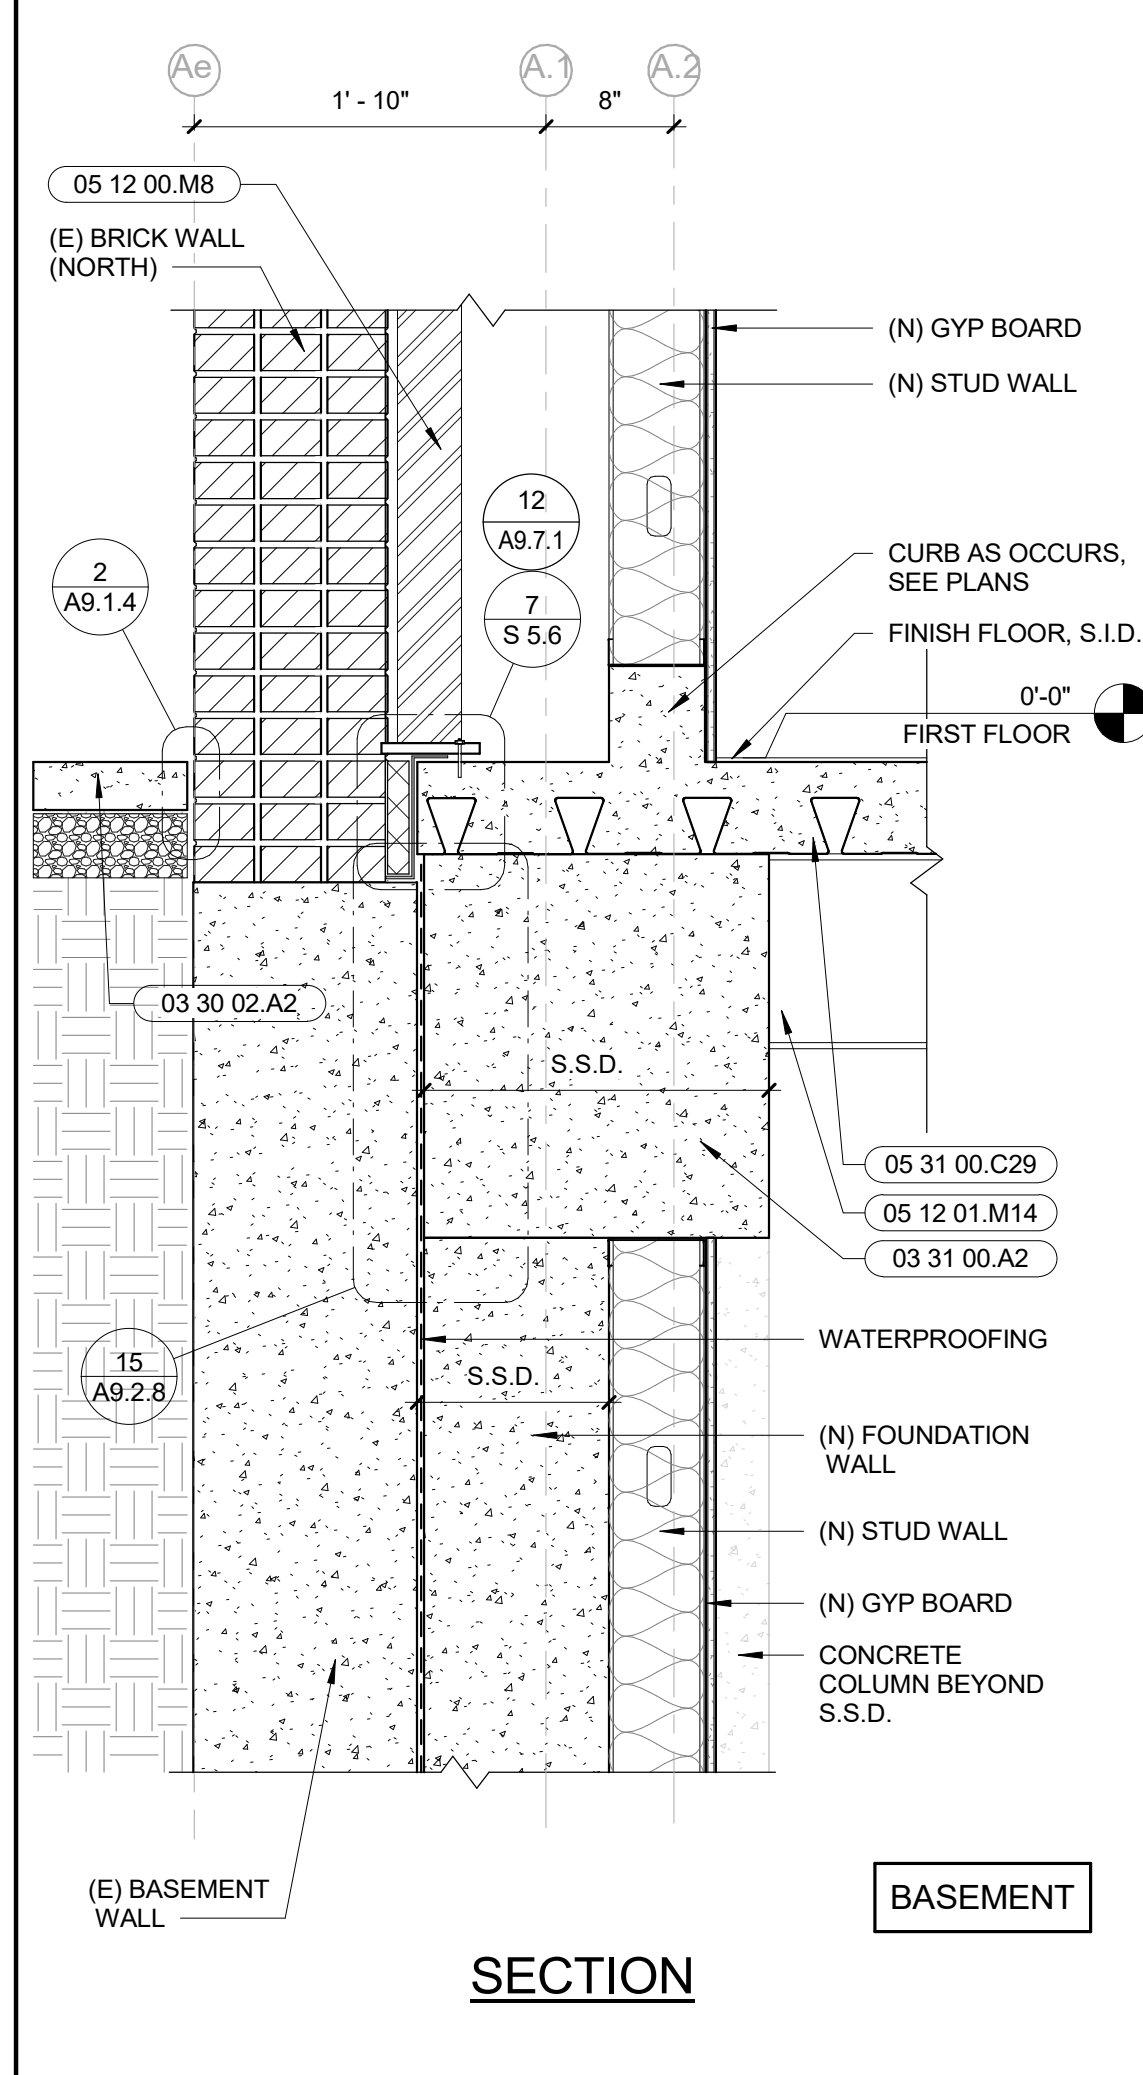 Ae
A.1
A.2
1' - 10"
8"
05 12 00.M8
(E) BRICK WALL
(NORTH)
(N) GYP BOARD
(N) STUD WALL
12
A9.7.1
7
S 5.6
2
A9.1.4
CURB AS OCCURS,
SEE PLANS
FINISH FLOOR, S.I.D.
0'-0"
FIRST FLOOR
03 30 02.A2
S.S.D.
05 31 00.C29
05 12 01.M14
03 31 00.A2
WATERPROOFING
15
A9.2.8
S.S.D.
(N) FOUNDATION
WALL
(N) STUD WALL
(N) GYP BOARD
CONCRETE
COLUMN BEYOND
S.S.D.
(E) BASEMENT
WALL
BASEMENT
SECTION